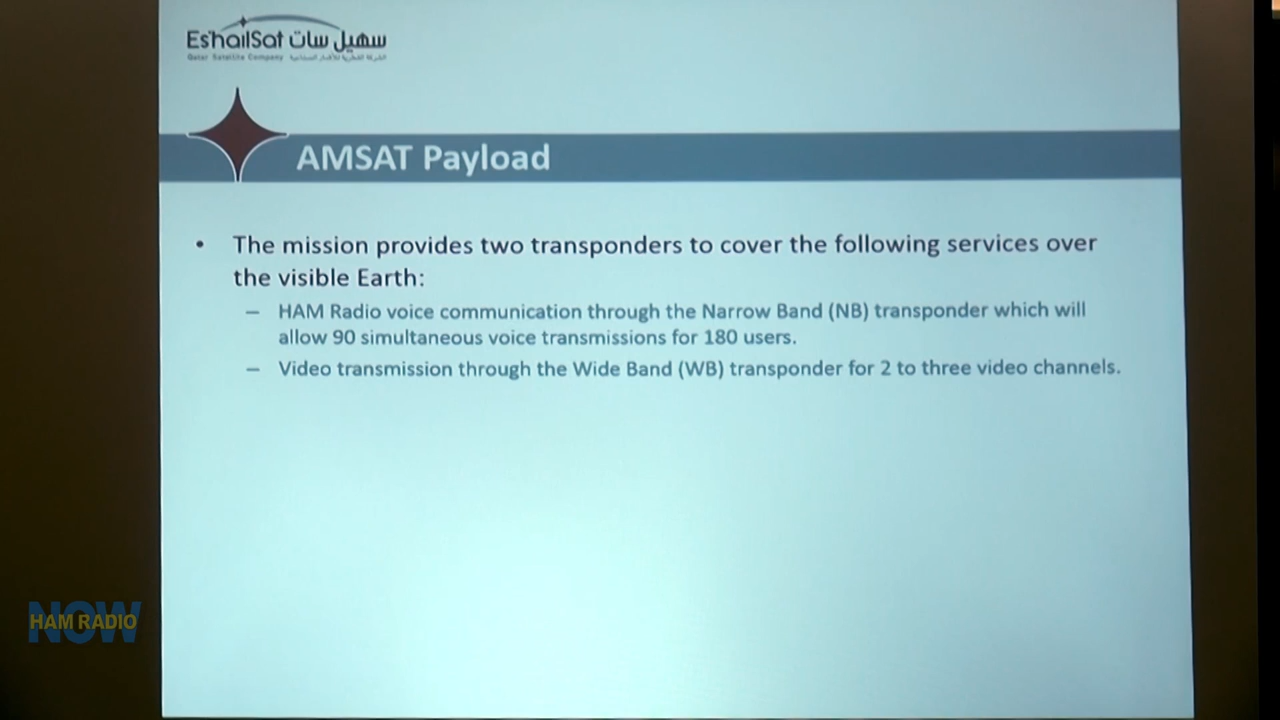 Es'hailSat سهيل سات
Qatar Satellite Company
AMSAT Payload
• The mission provides two transponders to cover the following services over
the visible Earth:
– HAM Radio voice communication through the Narrow Band (NB) transponder which will
allow 90 simultaneous voice transmissions for 180 users.
– Video transmission through the Wide Band (WB) transponder for 2 to three video channels.
NOW
HAM RADIO